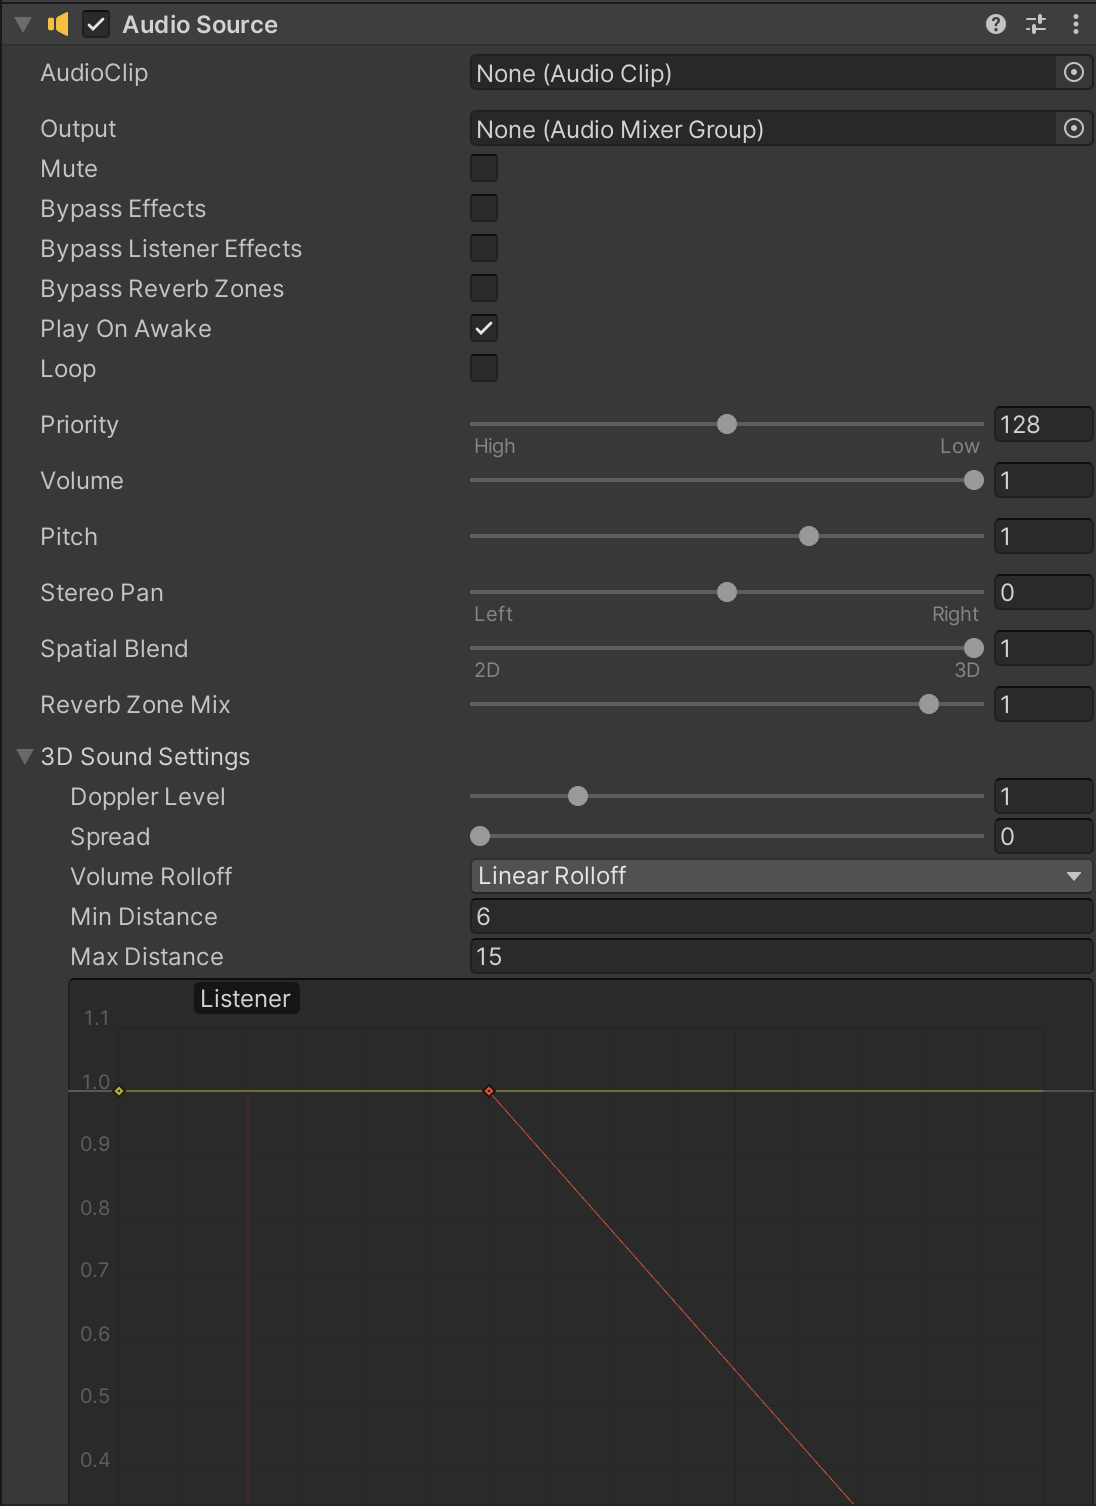 Audio Source
AudioClip None (Audio Clip)
Output None (Audio Mixer Group)
Mute
Bypass Effects
Bypass Listener Effects
Bypass Reverb Zones
Play On Awake
Loop
Priority 128
High Low
Volume 1
Pitch 1
Stereo Pan 0
Left Right
Spatial Blend 1
2D 3D
Reverb Zone Mix 1
3D Sound Settings
Doppler Level 1
Spread 0
Volume Rolloff Linear Rolloff
Min Distance 6
Max Distance 15
Listener
1.1
1.0
0.9
0.8
0.7
0.6
0.5
0.4